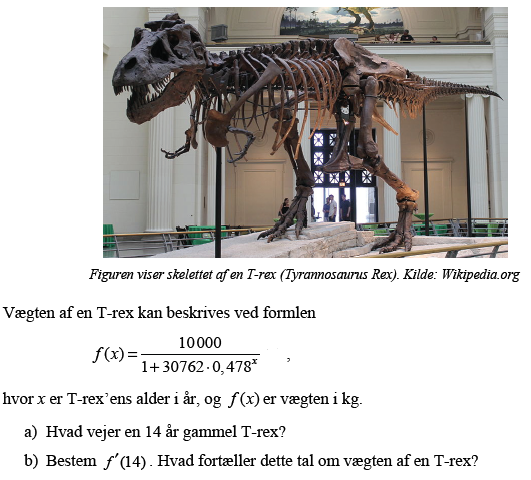 Figuren viser skelettet af en T-rex (Tyrannosaurus Rex). Kilde: Wikipedia.org
Vægten af en T-rex kan beskrives ved formlen
f(x) = 10000 / (1 + 30762 · 0,478^x) ,
hvor x er T-rex’ens alder i år, og f(x) er vægten i kg.
a) Hvad vejer en 14 år gammel T-rex?
b) Bestem f′(14). Hvad fortæller dette tal om vægten af en T-rex?